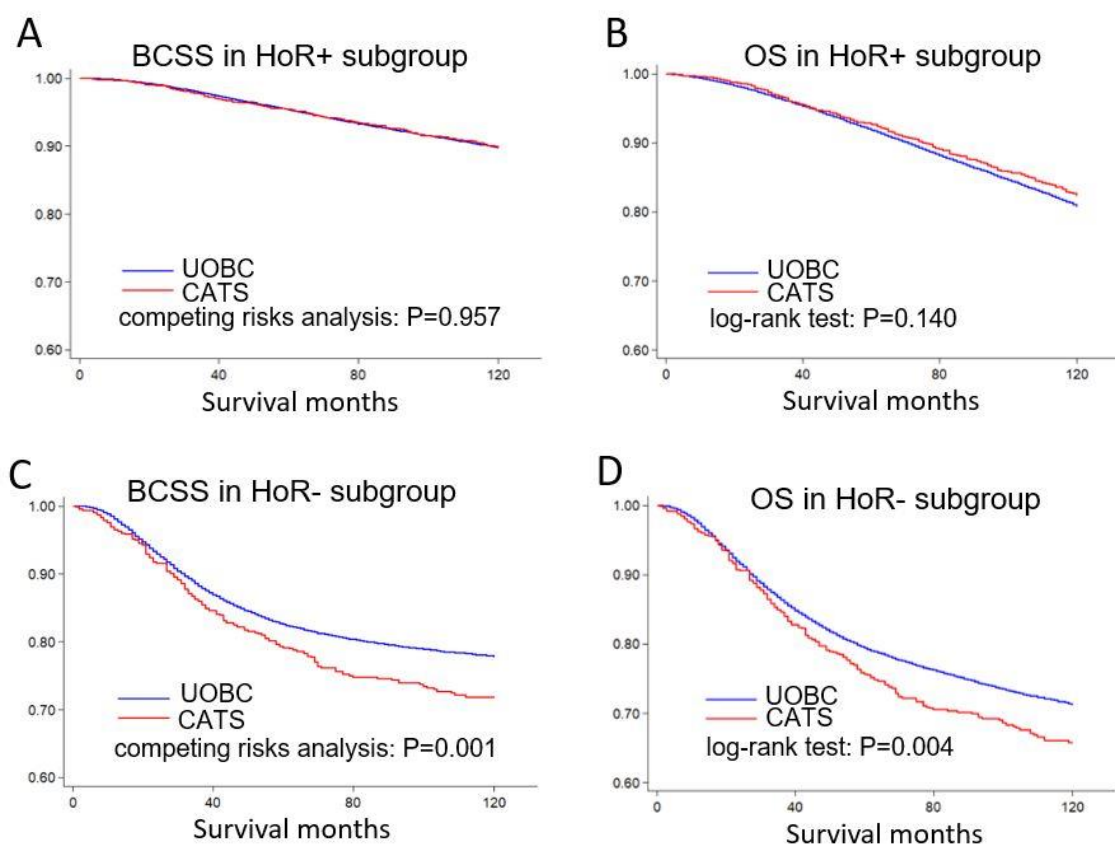 A
BCSS in HoR+ subgroup
1.00
0.90
0.80
0.70
0.60
UOBC
CATS
competing risks analysis: P=0.957
0 40 80 120
Survival months
B
OS in HoR+ subgroup
1.00
0.90
0.80
0.70
0.60
UOBC
CATS
log-rank test: P=0.140
0 40 80 120
Survival months
C
BCSS in HoR- subgroup
1.00
0.90
0.80
0.70
0.60
UOBC
CATS
competing risks analysis: P=0.001
0 40 80 120
Survival months
D
OS in HoR- subgroup
1.00
0.90
0.80
0.70
0.60
UOBC
CATS
log-rank test: P=0.004
0 40 80 120
Survival months